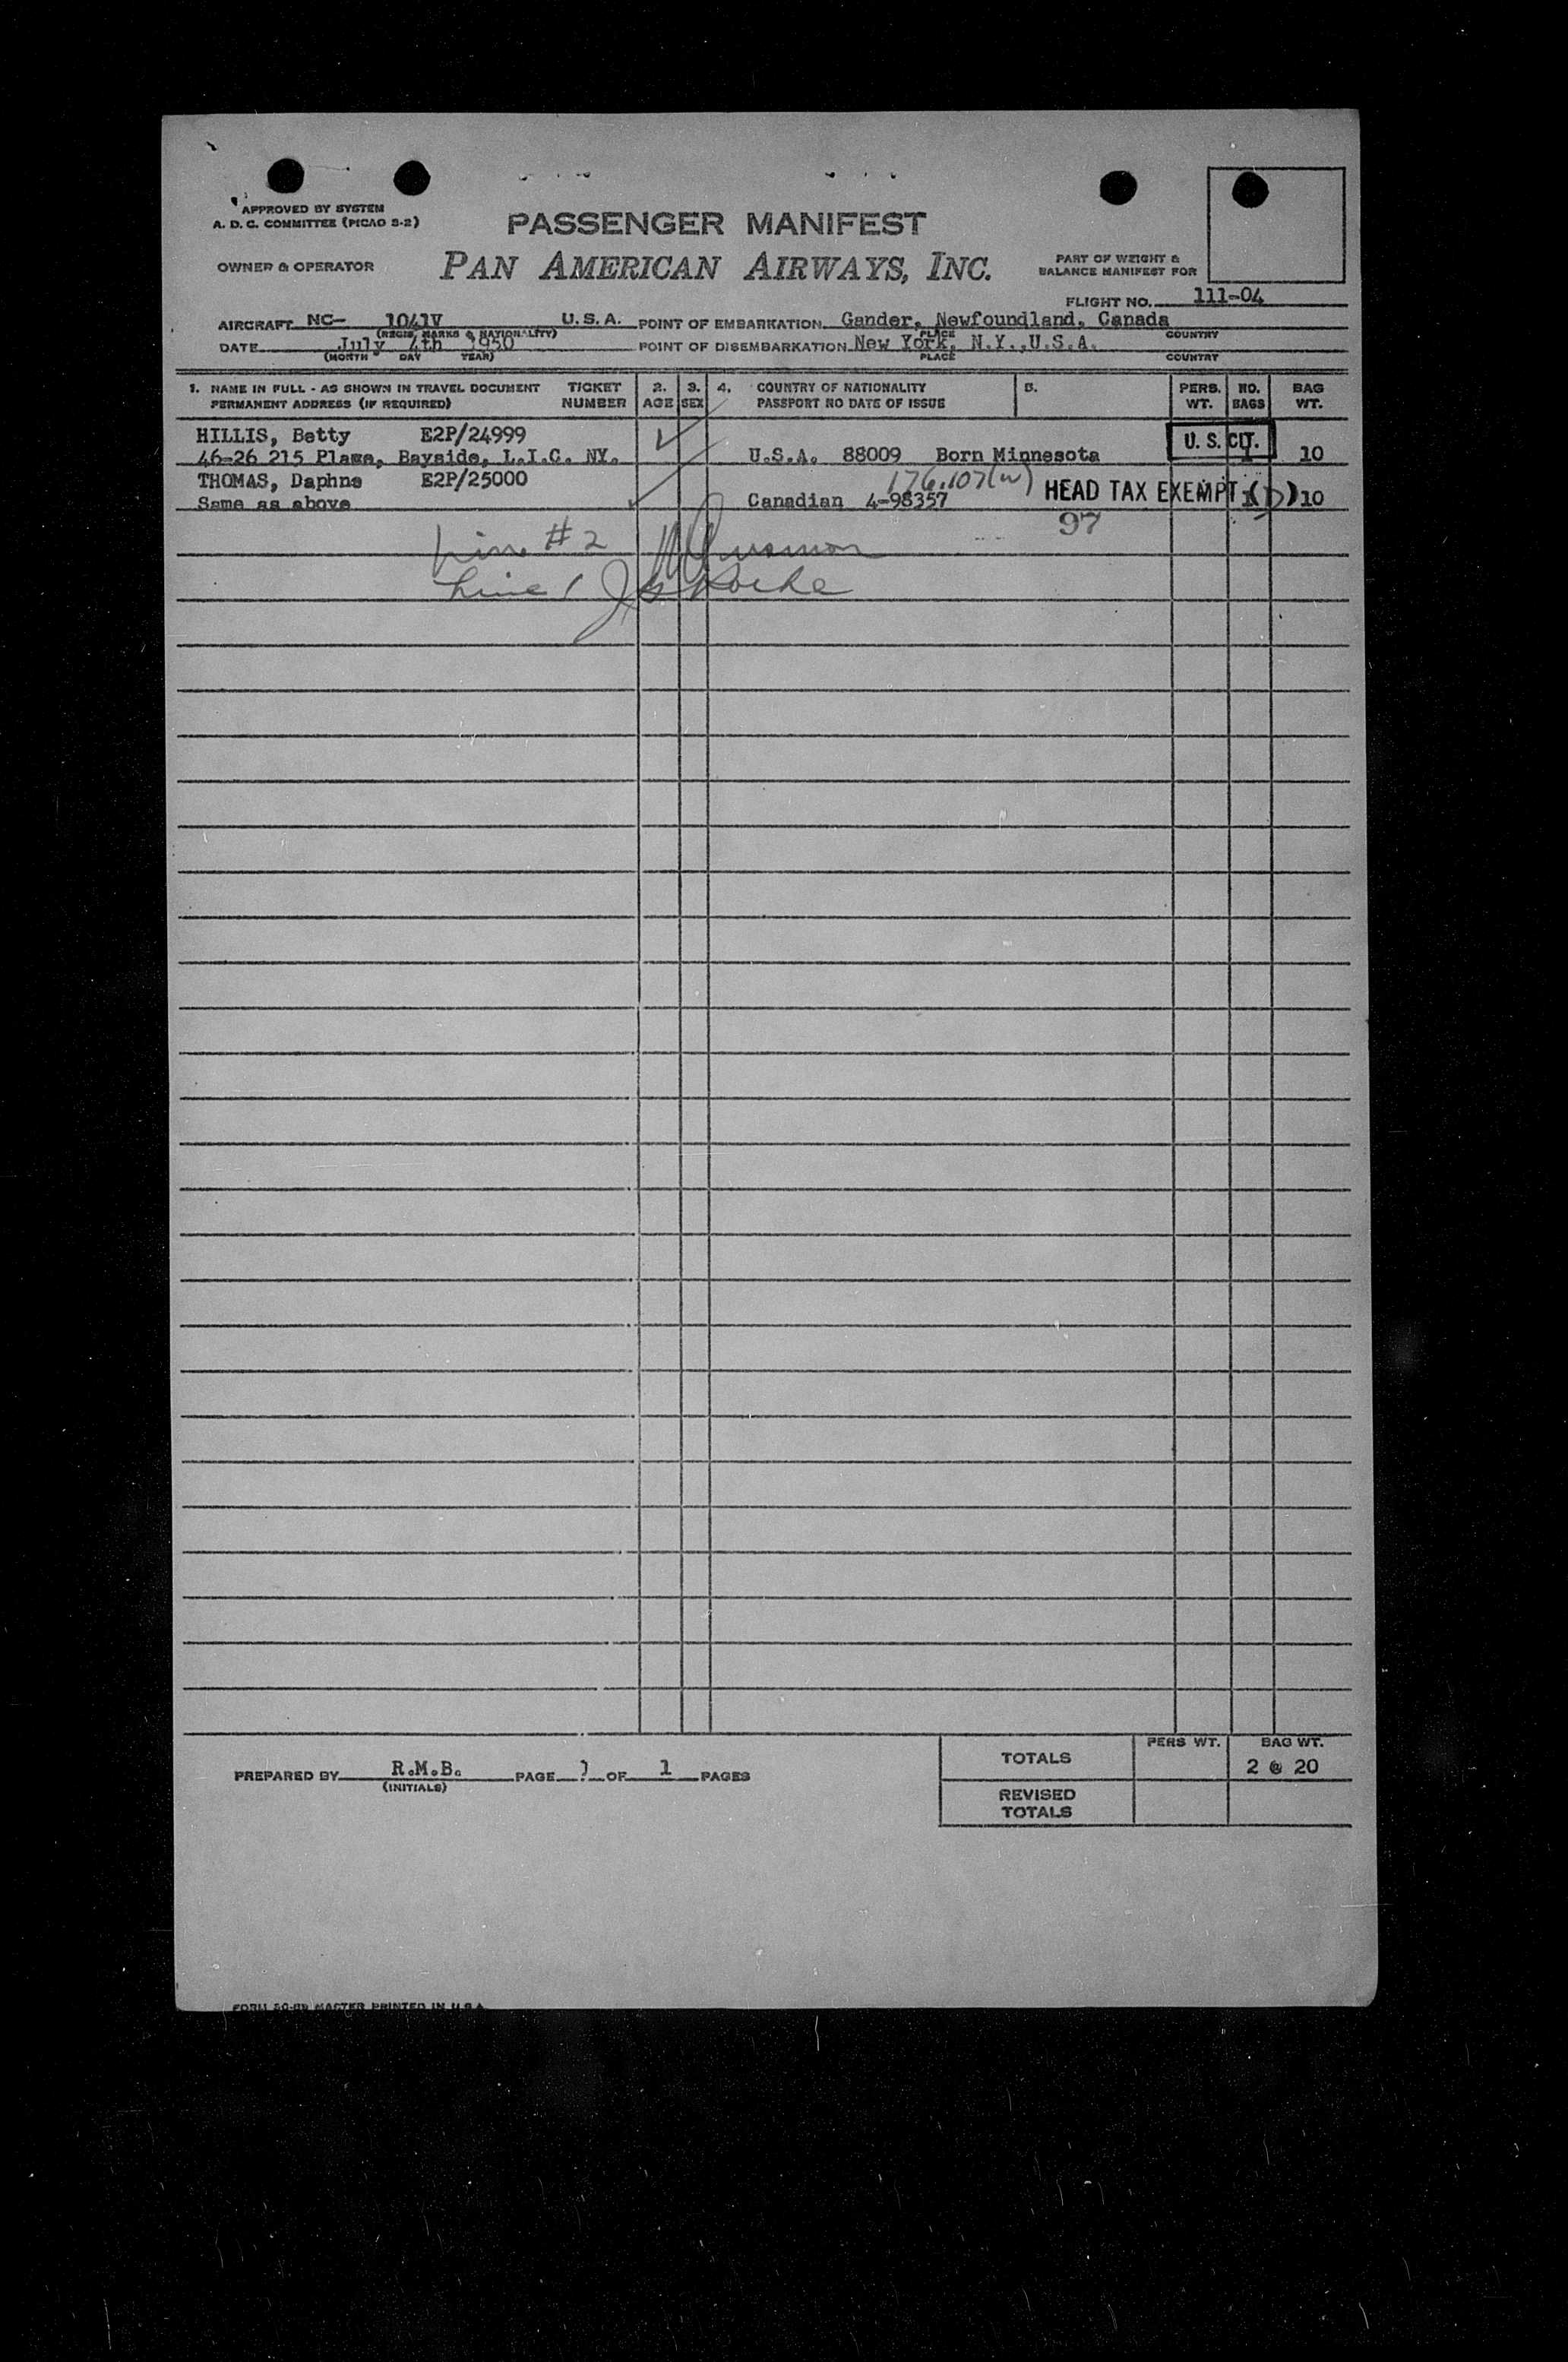 APPROVED BY SYSTEM
A. D. C. COMMITTEE (PICAO S-2)
PASSENGER MANIFEST
OWNER & OPERATOR
PAN AMERICAN AIRWAYS, INC.
PART OF WEIGHT &
BALANCE MANIFEST FOR
FLIGHT NO. 111-04
AIRCRAFT NC- 1041V U.S.A. POINT OF EMBARKATION Gander, Newfoundland, Canada
(REGIS. MARKS & NATIONALITY) PLACE COUNTRY
DATE July 4th 1950 POINT OF DISEMBARKATION New York, N.Y.,U.S.A.
(MONTH DAY YEAR) PLACE COUNTRY
1. NAME IN FULL - AS SHOWN IN TRAVEL DOCUMENT TICKET 2. 3. 4. COUNTRY OF NATIONALITY 5. PERS. NO. BAG
PERMANENT ADDRESS (IF REQUIRED) NUMBER AGE SEX PASSPORT NO DATE OF ISSUE WT. BAGS WT.
HILLIS, Betty E2P/24999 U. S. CIT.
46-26 215 Place, Bayside, L.I.C. NY. U.S.A. 88009 Born Minnesota 1 10
THOMAS, Daphne E2P/25000 176.107(w) HEAD TAX EXEMPT (D)
Same as above Canadian 4-98357 1 10
97
Line #2
Line 1 Roche
PREPARED BY R.M.B. PAGE 1 OF 1 PAGES
(INITIALS)
PERS WT. BAG WT.
TOTALS 2 @ 20
REVISED
TOTALS
MASTER PRINTED IN U.S.A.